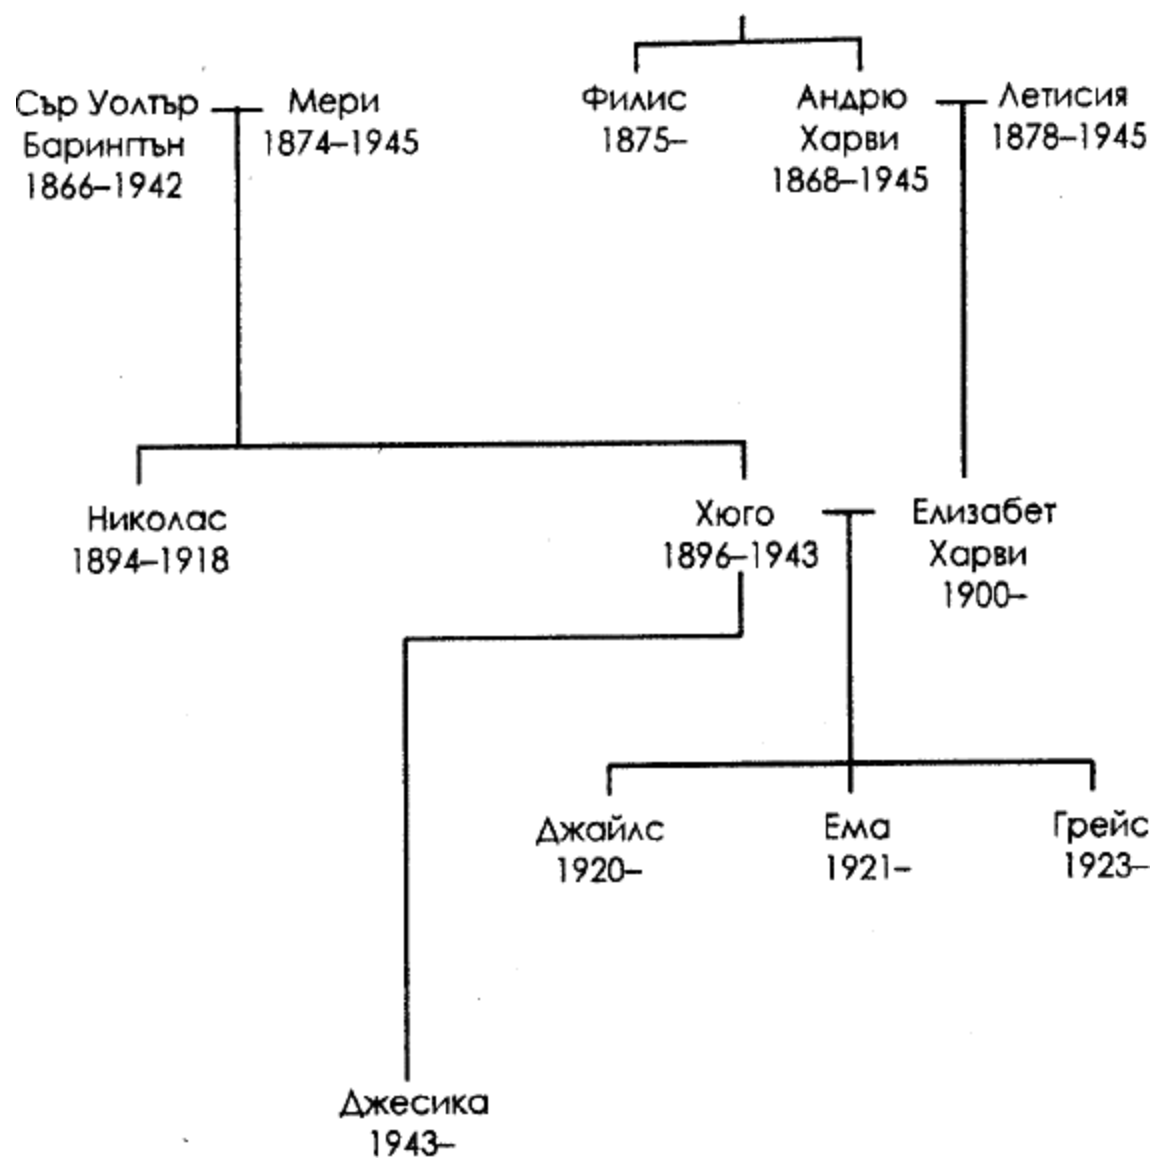 Сър Уолтър
Барингтън
1866–1942
Мери
1874–1945
Филис
1875–
Андрю
Харви
1868–1945
Летисия
1878–1945
Николас
1894–1918
Хюго
1896–1943
Елизабет
Харви
1900–
Джайлс
1920–
Ема
1921–
Грейс
1923–
Джесика
1943–